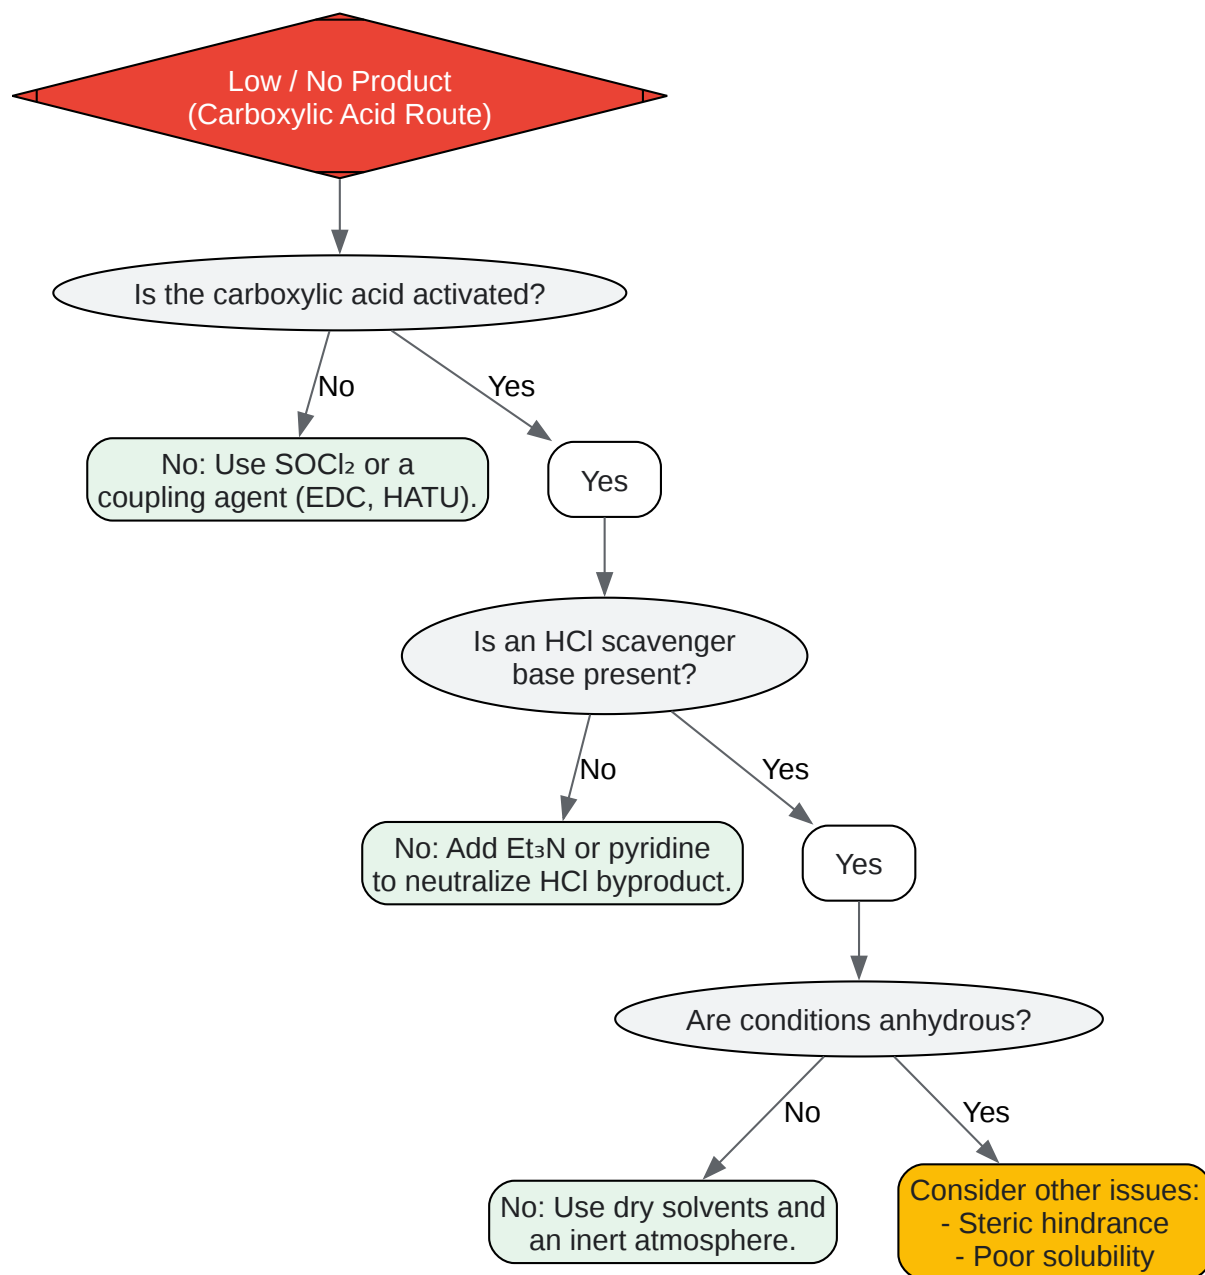 Low / No Product
(Carboxylic Acid Route)
Is the carboxylic acid activated?
No
Yes
No: Use SOCl₂ or a
coupling agent (EDC, HATU).
Yes
Is an HCl scavenger
base present?
No
Yes
No: Add Et₃N or pyridine
to neutralize HCl byproduct.
Yes
Are conditions anhydrous?
No
Yes
No: Use dry solvents and
an inert atmosphere.
Consider other issues:
- Steric hindrance
- Poor solubility